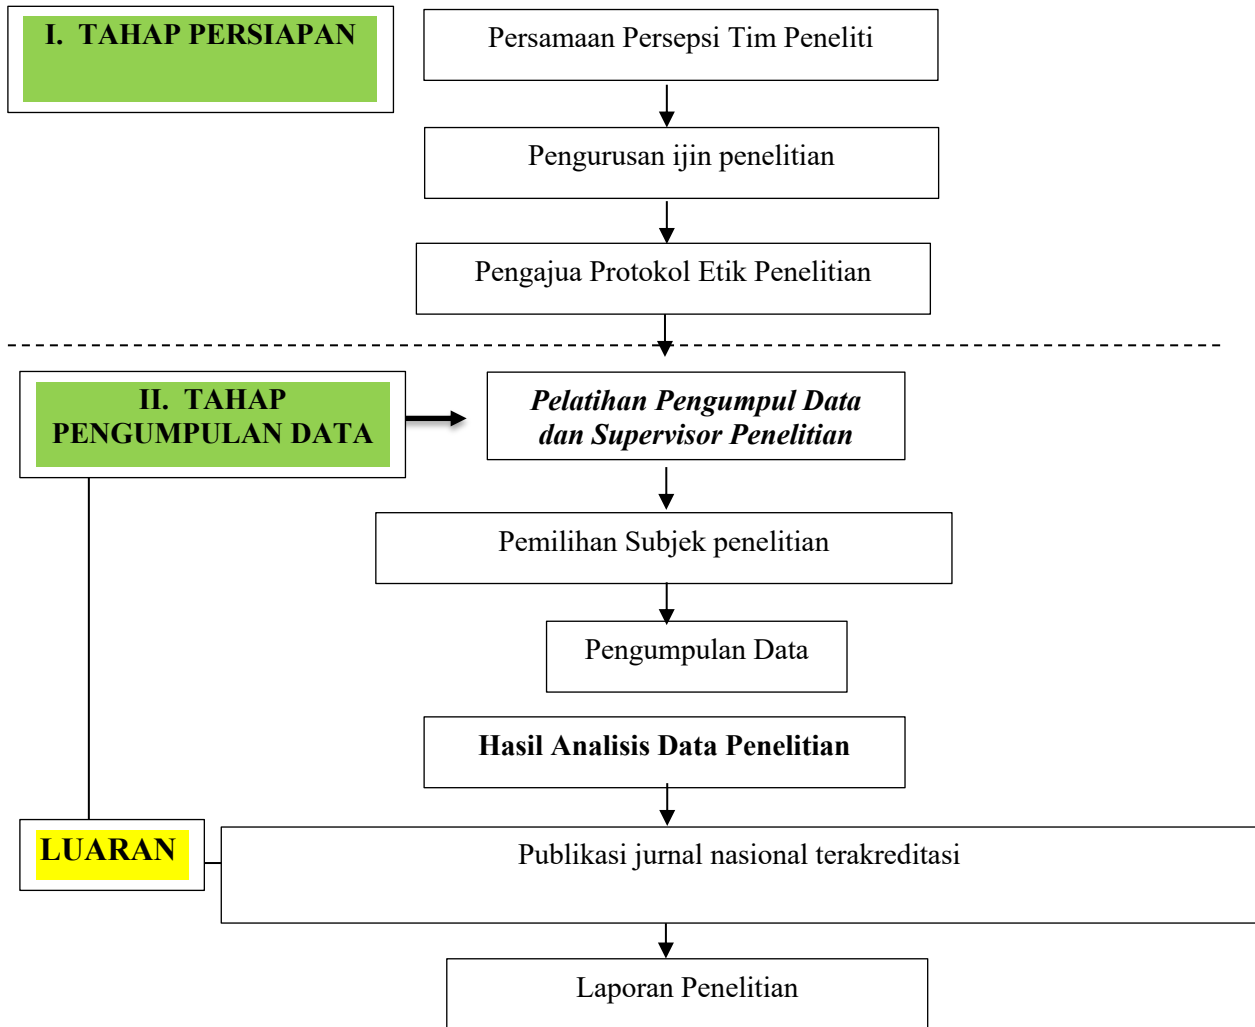 I. TAHAP PERSIAPAN
Persamaan Persepsi Tim Peneliti
Pengurusan ijin penelitian
Pengajua Protokol Etik Penelitian
II. TAHAP
PENGUMPULAN DATA
Pelatihan Pengumpul Data
dan Supervisor Penelitian
Pemilihan Subjek penelitian
Pengumpulan Data
Hasil Analisis Data Penelitian
LUARAN
Publikasi jurnal nasional terakreditasi
Laporan Penelitian